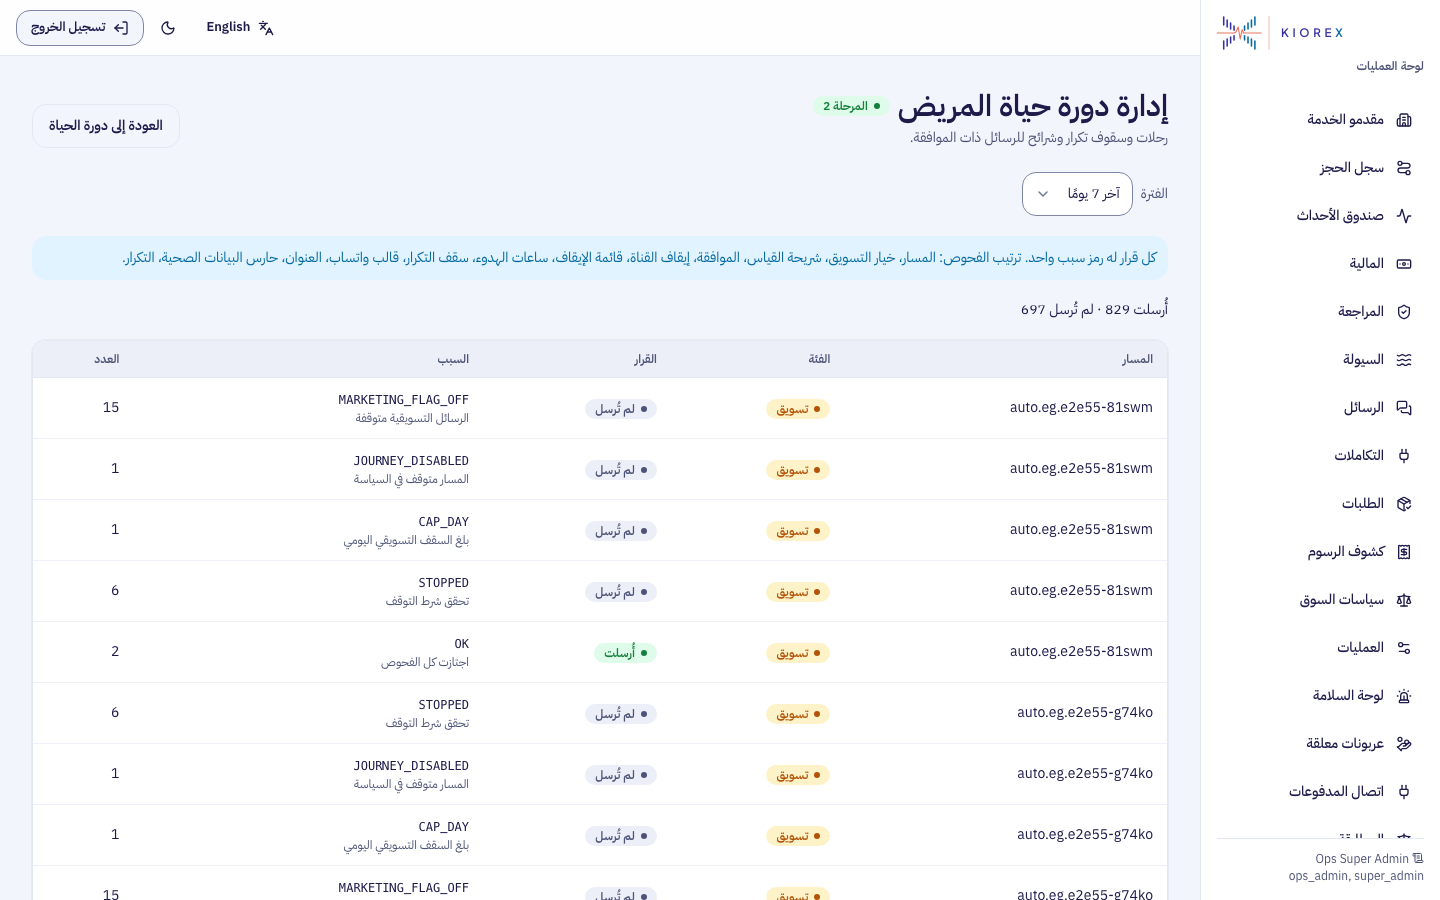 KIOREX
لوحة العمليات
مقدمو الخدمة
سجل الحجز
صندوق الأحداث
المالية
المراجعة
السيولة
الرسائل
التكاملات
الطلبات
كشوف الرسوم
سياسات السوق
العمليات
لوحة السلامة
عربونات معلقة
اتصال المدفوعات
Ops Super Admin
ops_admin, super_admin
English
تسجيل الخروج
إدارة دورة حياة المريض
المرحلة 2
رحلات وسقوف تكرار وشرائح للرسائل ذات الموافقة.
العودة إلى دورة الحياة
الفترة
آخر 7 يومًا
كل قرار له رمز سبب واحد. ترتيب الفحوص: المسار، خيار التسويق، شريحة القياس، الموافقة، إيقاف القناة، قائمة الإيقاف، ساعات الهدوء، سقف التكرار، قالب واتساب، العنوان، حارس البيانات الصحية، التكرار.
أُرسلت 829 · لم تُرسل 697
المسار الفئة القرار السبب العدد
auto.eg.e2e55-81swm تسويق لم تُرسل MARKETING_FLAG_OFF 15
الرسائل التسويقية متوقفة
auto.eg.e2e55-81swm تسويق لم تُرسل JOURNEY_DISABLED 1
المسار متوقف في السياسة
auto.eg.e2e55-81swm تسويق لم تُرسل CAP_DAY 1
بلغ السقف التسويقي اليومي
auto.eg.e2e55-81swm تسويق لم تُرسل STOPPED 6
تحقق شرط التوقف
auto.eg.e2e55-81swm تسويق أُرسلت OK 2
اجتازت كل الفحوص
auto.eg.e2e55-g74ko تسويق لم تُرسل STOPPED 6
تحقق شرط التوقف
auto.eg.e2e55-g74ko تسويق لم تُرسل JOURNEY_DISABLED 1
المسار متوقف في السياسة
auto.eg.e2e55-g74ko تسويق لم تُرسل CAP_DAY 1
بلغ السقف التسويقي اليومي
auto.eg.e2e55-g74ko تسويق لم تُرسل MARKETING_FLAG_OFF 15